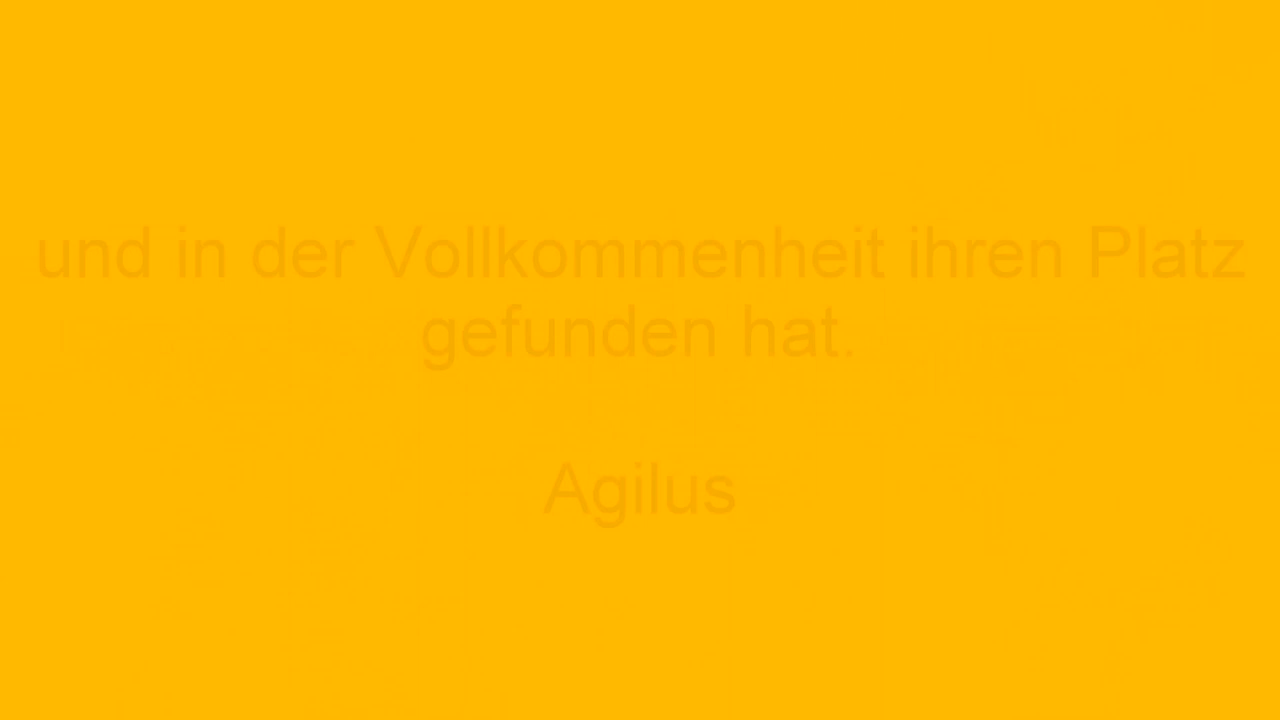 und in der Vollkommenheit ihren Platz
gefunden hat.
Agilus